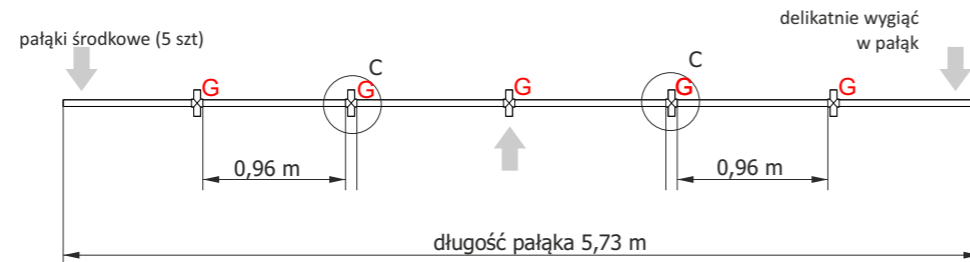 pałąki środkowe (5 szt)
delikatnie wygiąć
w pałąk
C
C
G
G
G
G
G
0,96 m
0,96 m
długość pałąka 5,73 m